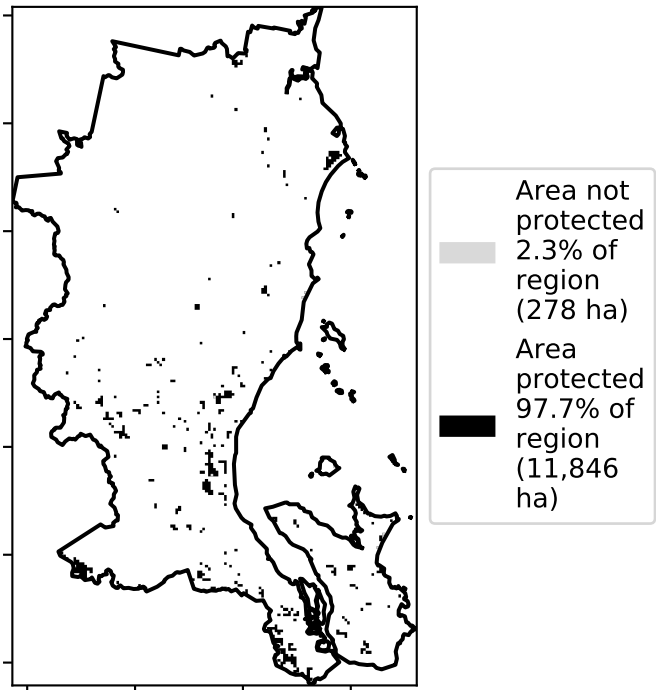 Area not
protected
2.3% of
region
(278 ha)
Area
protected
97.7% of
region
(11,846
ha)